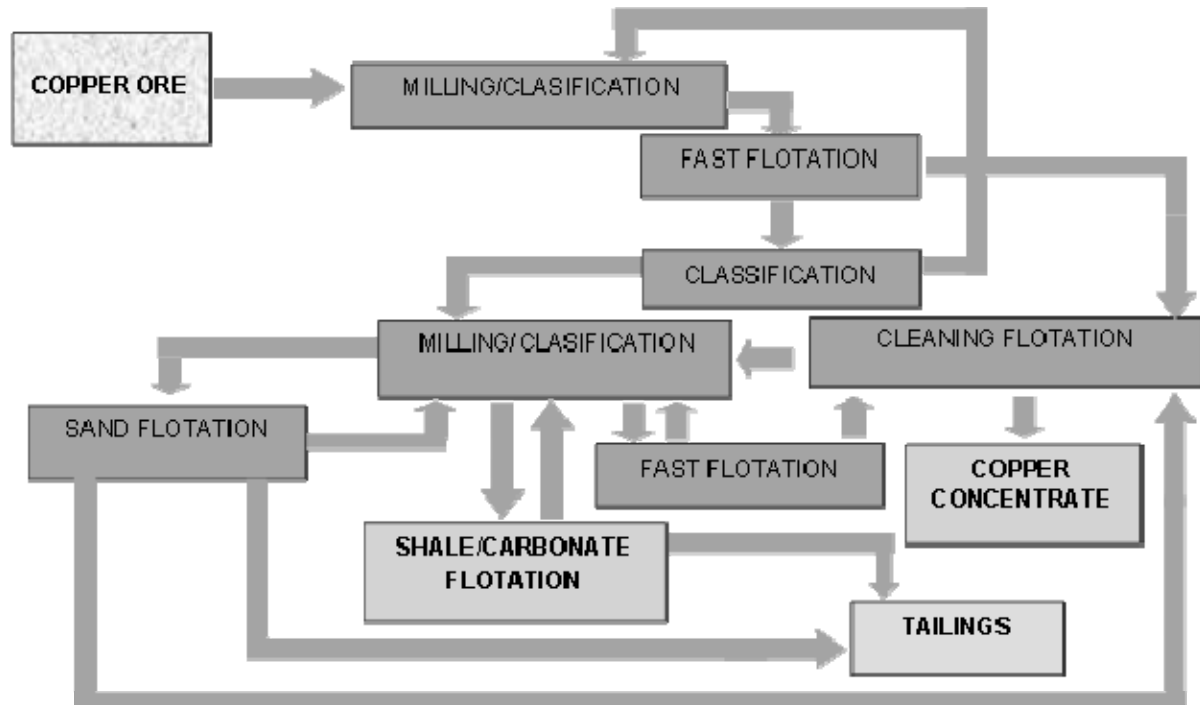 COPPER ORE
MILLING/CLASIFICATION
FAST FLOTATION
CLASSIFICATION
MILLING/CLASIFICATION
CLEANING FLOTATION
SAND FLOTATION
FAST FLOTATION
COPPER
CONCENTRATE
SHALE/CARBONATE
FLOTATION
TAILINGS